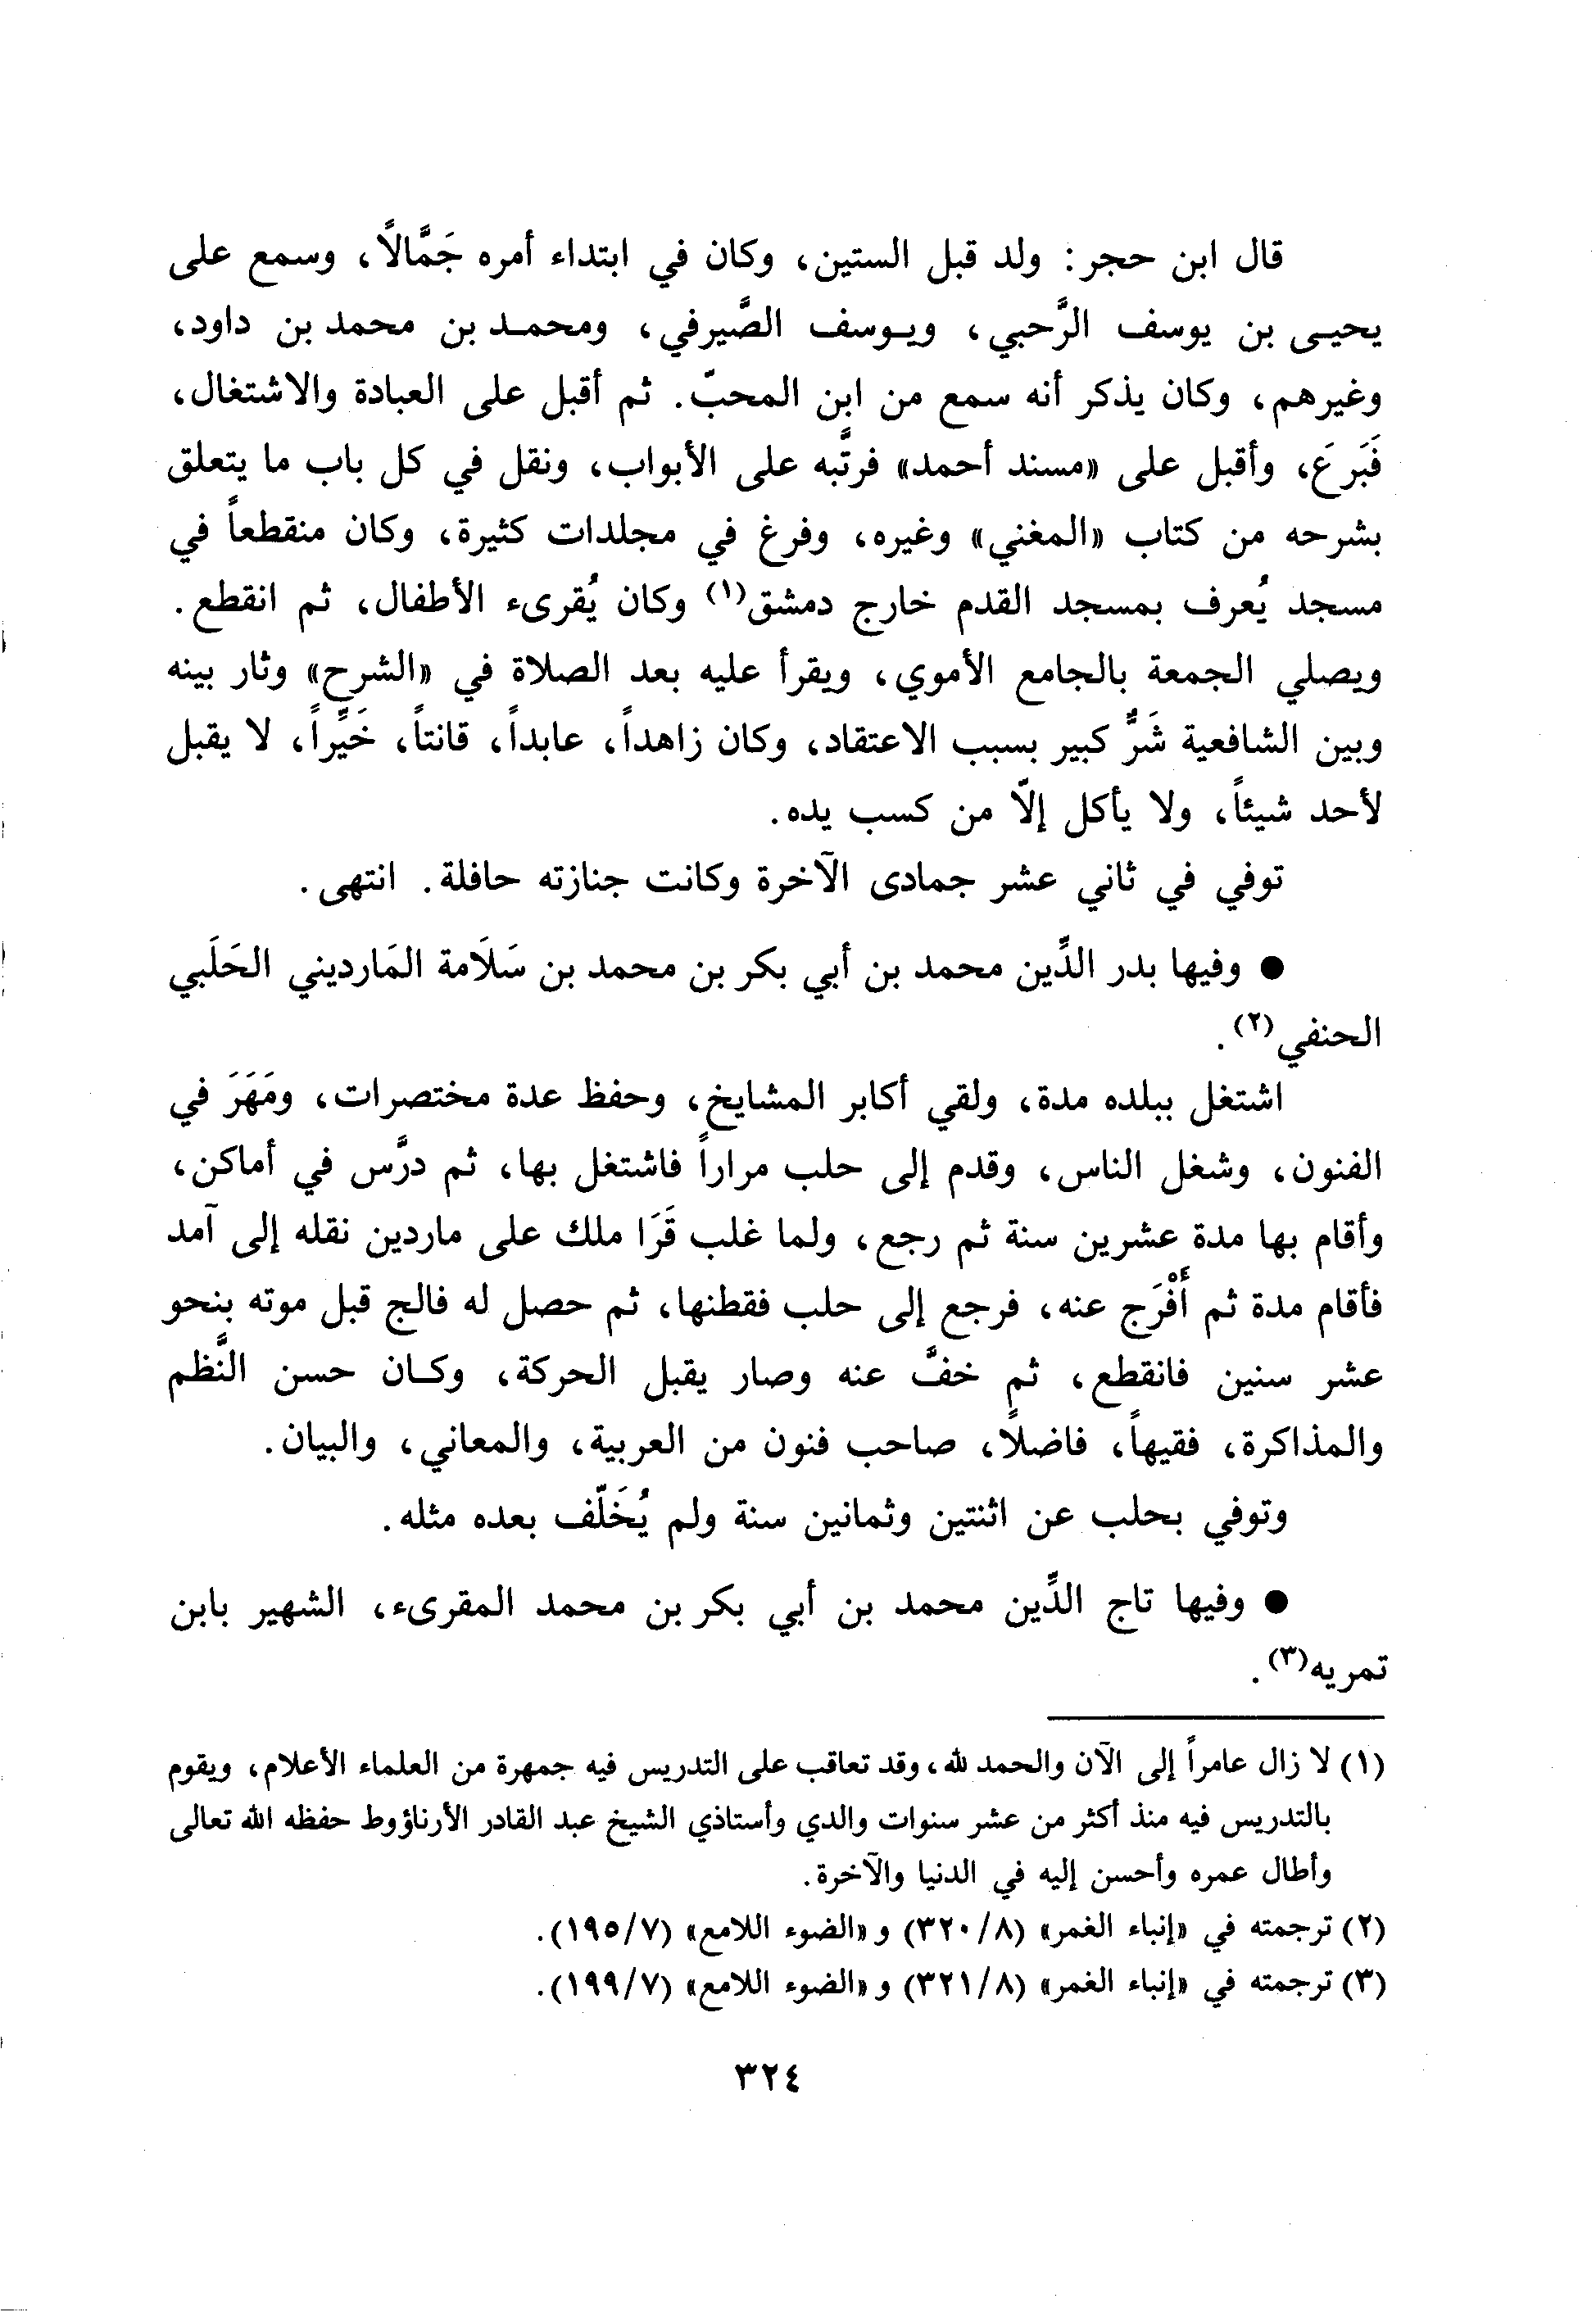 قال ابن حجر: ولد قبل الستين، وكان في ابتداء أمره جَمَّالاً، وسمع على
يحيى بن يوسف الرَّحبي، ويوسف الصَّيرفي، ومحمد بن محمد بن داود،
وغيرهم، وكان يذكر أنه سمع من ابن المحبّ. ثم أقبل على العبادة والاشتغال،
فَبَرعَ، وأقبل على «مسند أحمد» فرتَّبه على الأبواب، ونقل في كل باب ما يتعلق
بشرحه من كتاب «المغني» وغيره، وفرغ في مجلدات كثيرة، وكان منقطعاً في
مسجد يُعرف بمسجد القدم خارج دمشق(١) وكان يُقرىء الأطفال، ثم انقطع.
ويصلي الجمعة بالجامع الأموي، ويقرأ عليه بعد الصلاة في «الشرح» وثار بينه
وبين الشافعية شَرٌّ كبير بسبب الاعتقاد، وكان زاهداً، عابداً، قانتاً، خَيِّراً، لا يقبل
لأحد شيئاً، ولا يأكل إلاّ من كسب يده.
توفي في ثاني عشر جمادى الآخرة وكانت جنازته حافلة. انتهى.
● وفيها بدر الدِّين محمد بن أبي بكر بن محمد بن سَلاَمة المَارديني الحَلَبي
الحنفي(٢).
اشتغل ببلده مدة، ولقي أكابر المشايخ، وحفظ عدة مختصرات، ومَهَرَ في
الفنون، وشغل الناس، وقدم إلى حلب مراراً فاشتغل بها، ثم درَّس في أماكن،
وأقام بها مدة عشرين سنة ثم رجع، ولما غلب قَرَا ملك على ماردين نقله إلى آمد
فأقام مدة ثم أُفْرَج عنه، فرجع إلى حلب فقطنها، ثم حصل له فالج قبل موته بنحو
عشر سنين فانقطع، ثم خفَّ عنه وصار يقبل الحركة، وكان حسن النَّظم
والمذاكرة، فقيهاً، فاضلاً، صاحب فنون من العربية، والمعاني، والبيان.
وتوفي بحلب عن اثنتين وثمانين سنة ولم يُخَلّف بعده مثله.
● وفيها تاج الدِّين محمد بن أبي بكر بن محمد المقرىء، الشهير بابن
تمريه(٣).
(١) لا زال عامراً إلى الآن والحمد لله، وقد تعاقب على التدريس فيه جمهرة من العلماء الأعلام، ويقوم
بالتدريس فيه منذ أكثر من عشر سنوات والدي وأستاذي الشيخ عبد القادر الأرناؤوط حفظه الله تعالى
وأطال عمره وأحسن إليه في الدنيا والآخرة.
(٢) ترجمته في «إنباء الغمر» (٣٢٠/٨) و «الضوء اللامع» (١٩٥/٧).
(٣) ترجمته في «إنباء الغمر» (٣٢١/٨) و «الضوء اللامع» (١٩٩/٧).
٣٢٤